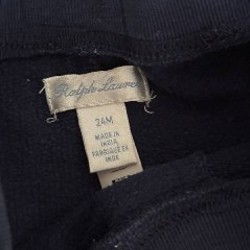 Ralph Lauren
24M
MADE IN
INDIA
FABRIQUÉ EN
INDE